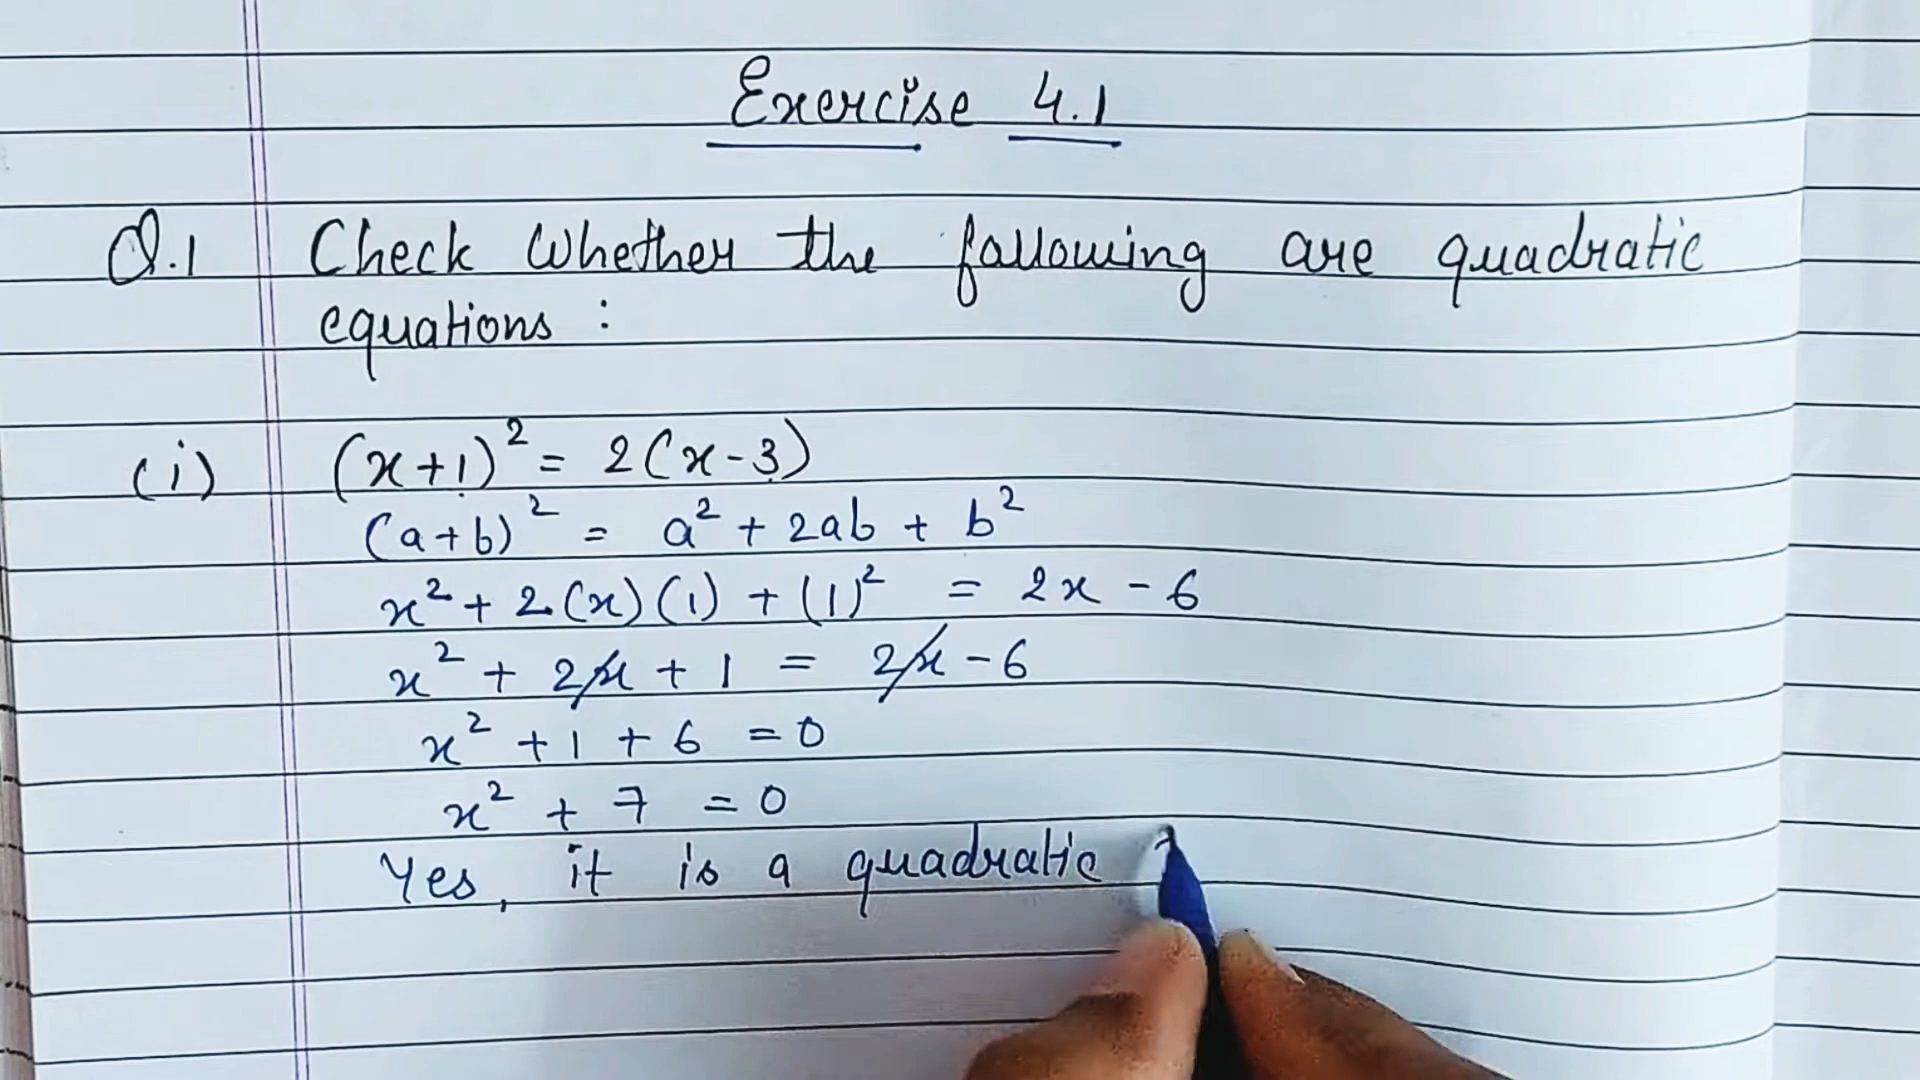 Exercise 4.1
Q.1 Check Whether the following are quadratic
equations :
(i) (x+1)² = 2(x-3)
(a+b)² = a² + 2ab + b²
x² + 2(x)(1) + (1)² = 2x - 6
x² + 2x + 1 = 2x - 6
x² + 1 + 6 = 0
x² + 7 = 0
Yes, it is a quadratic